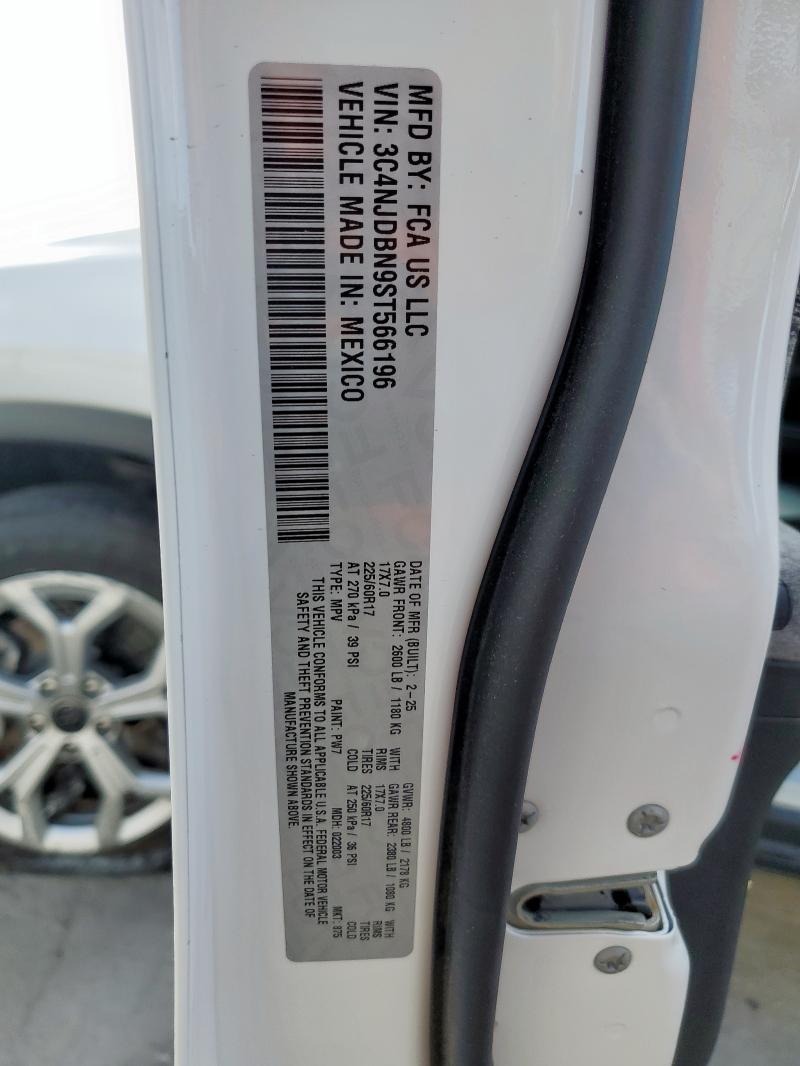 MFD BY: FCA US LLC
VIN: 3C4NJDBN9ST566196
VEHICLE MADE IN: MEXICO
DATE OF MFR (BUILT): 2-25 GVWR: 4800 LB / 2178 KG
GAWR FRONT: 2600 LB / 1180 KG WITH GAWR REAR: 2380 LB / 1080 KG WITH
17X7.0 RIMS 17X7.0 RIMS
225/60R17 TIRES 225/60R17 TIRES
AT 270 kPa / 39 PSI COLD AT 250 kPa / 36 PSI COLD
TYPE: MPV PAINT: PW7 MDH: 022003 MKT: 875
THIS VEHICLE CONFORMS TO ALL APPLICABLE U.S.A. FEDERAL MOTOR VEHICLE
SAFETY AND THEFT PREVENTION STANDARDS IN EFFECT ON THE DATE OF
MANUFACTURE SHOWN ABOVE.